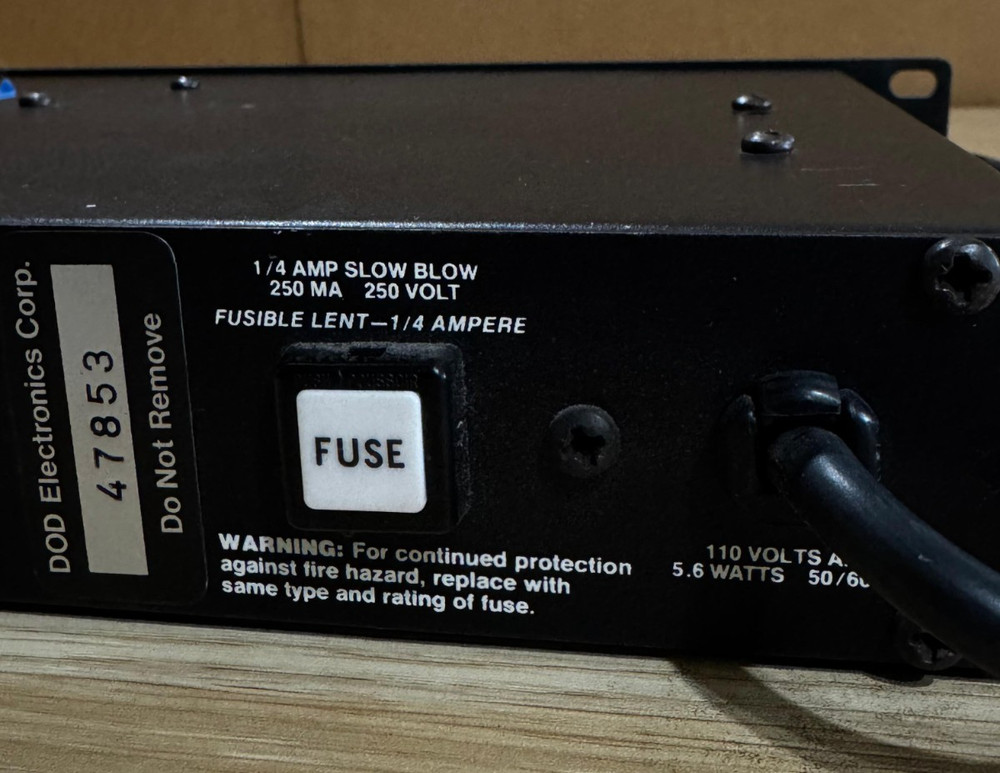 DOD Electronics Corp.
47853
Do Not Remove
1/4 AMP SLOW BLOW
250 MA 250 VOLT
FUSIBLE LENT—1/4 AMPERE
FUSE
WARNING: For continued protection
against fire hazard, replace with
same type and rating of fuse.
110 VOLTS
5.6 WATTS